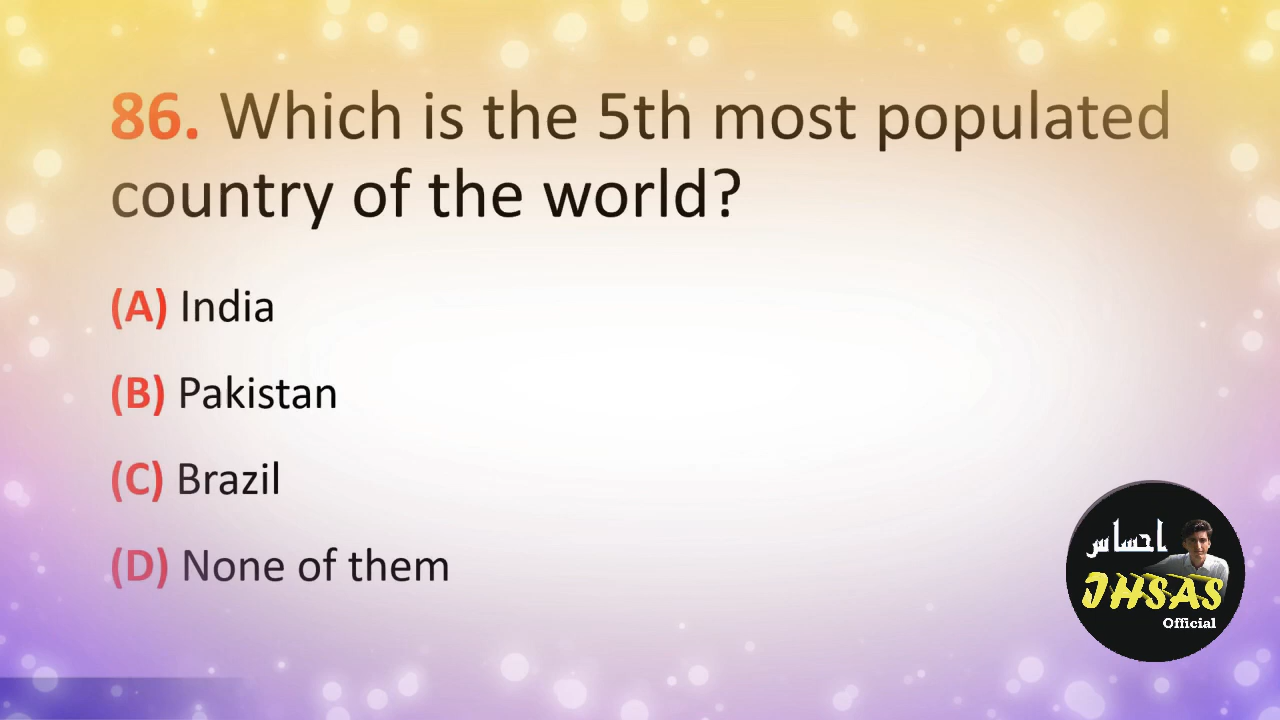 86. Which is the 5th most populated
country of the world?
(A) India
(B) Pakistan
(C) Brazil
(D) None of them
احساس
IHSAS
Official